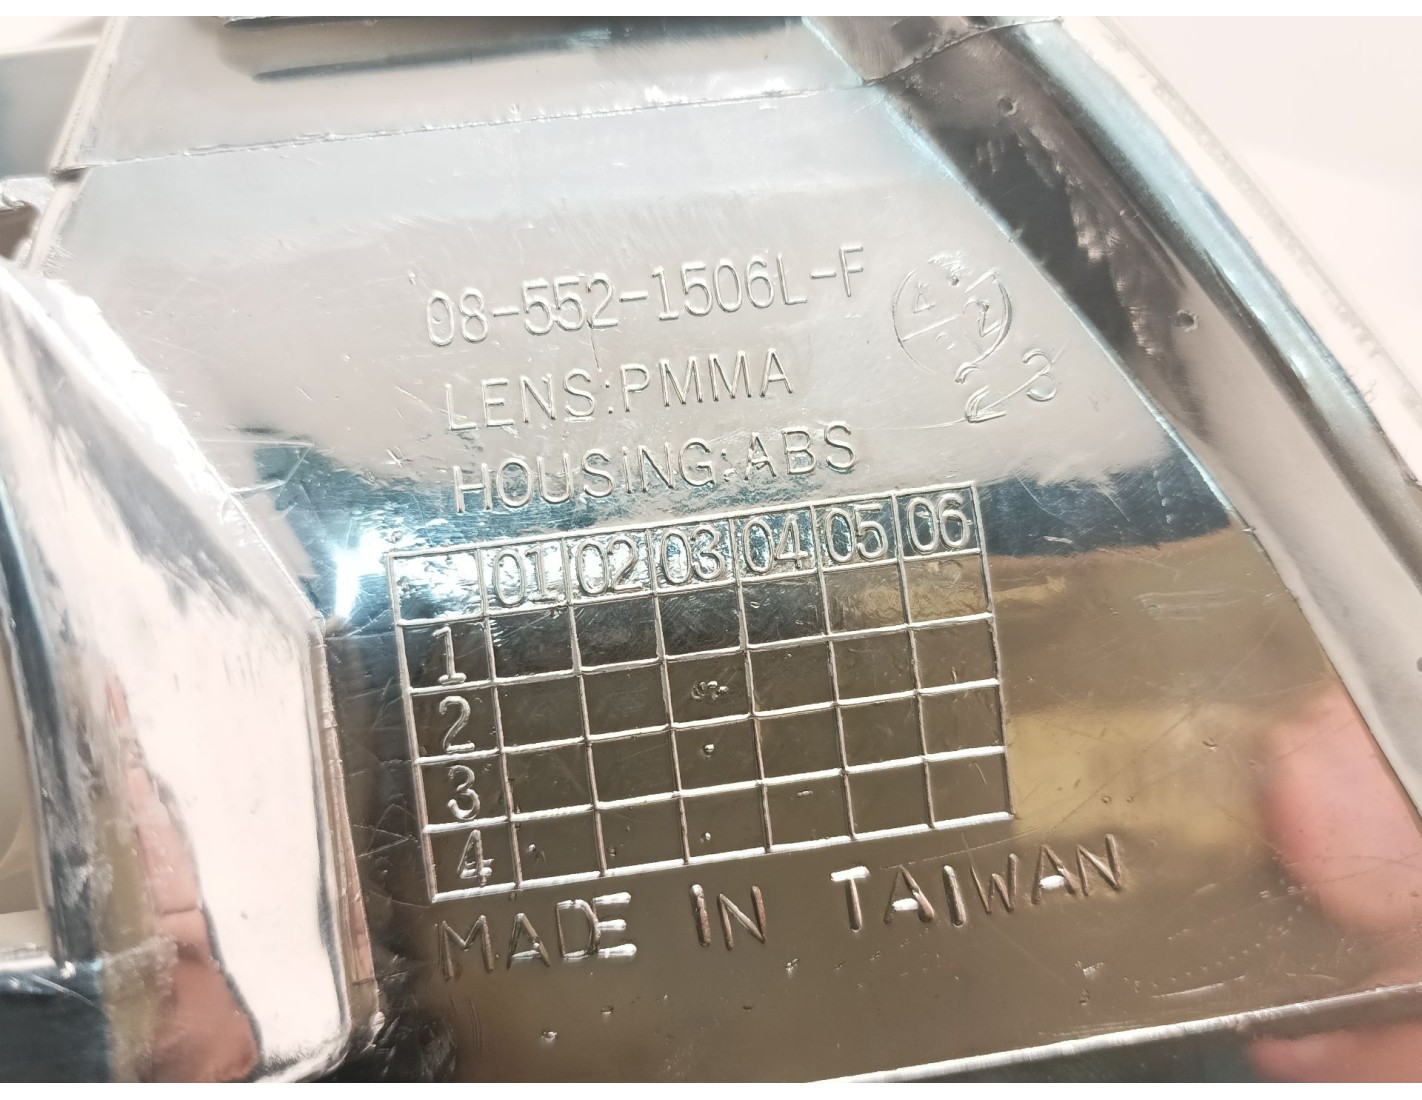 08-552-1506L-F
LENS:PMMA
HOUSING:ABS
01 02 03 04 05 06
1
2
3
4
MADE IN TAIWAN